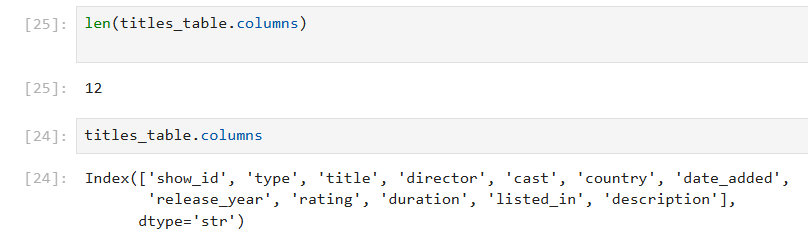 [25]: len(titles_table.columns)
[25]: 12
[24]: titles_table.columns
[24]: Index(['show_id', 'type', 'title', 'director', 'cast', 'country', 'date_added',
'release_year', 'rating', 'duration', 'listed_in', 'description'],
dtype='str')